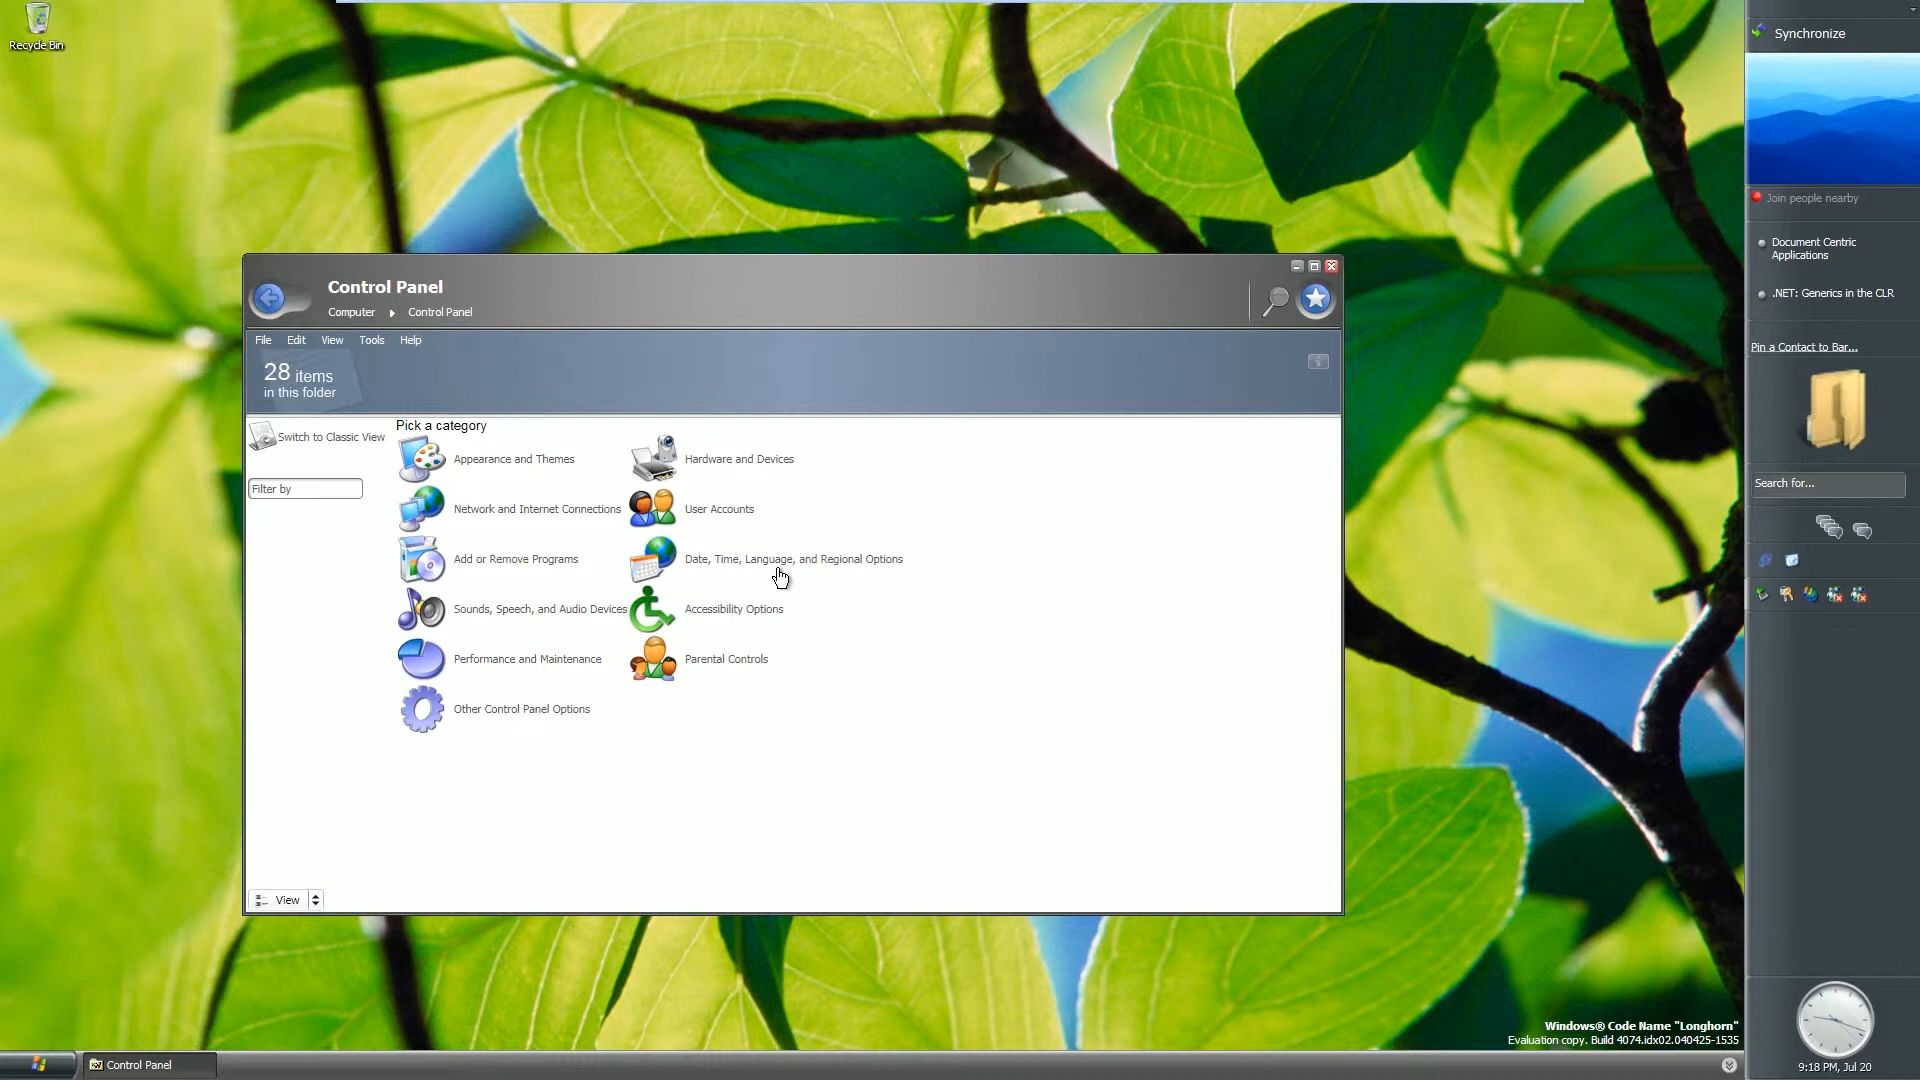 Recycle Bin
Synchronize
Join people nearby
Document Centric
Applications
.NET: Generics in the CLR
Pin a Contact to Bar...
Search for...
Control Panel
Computer
Control Panel
File
Edit
View
Tools
Help
28 items
in this folder
Switch to Classic View
Filter by
Pick a category
Appearance and Themes
Hardware and Devices
Network and Internet Connections
User Accounts
Add or Remove Programs
Date, Time, Language, and Regional Options
Sounds, Speech, and Audio Devices
Accessibility Options
Performance and Maintenance
Parental Controls
Other Control Panel Options
View
Windows® Code Name "Longhorn"
Evaluation copy. Build 4074.idx02.040425-1535
Control Panel
9:18 PM, Jul 20